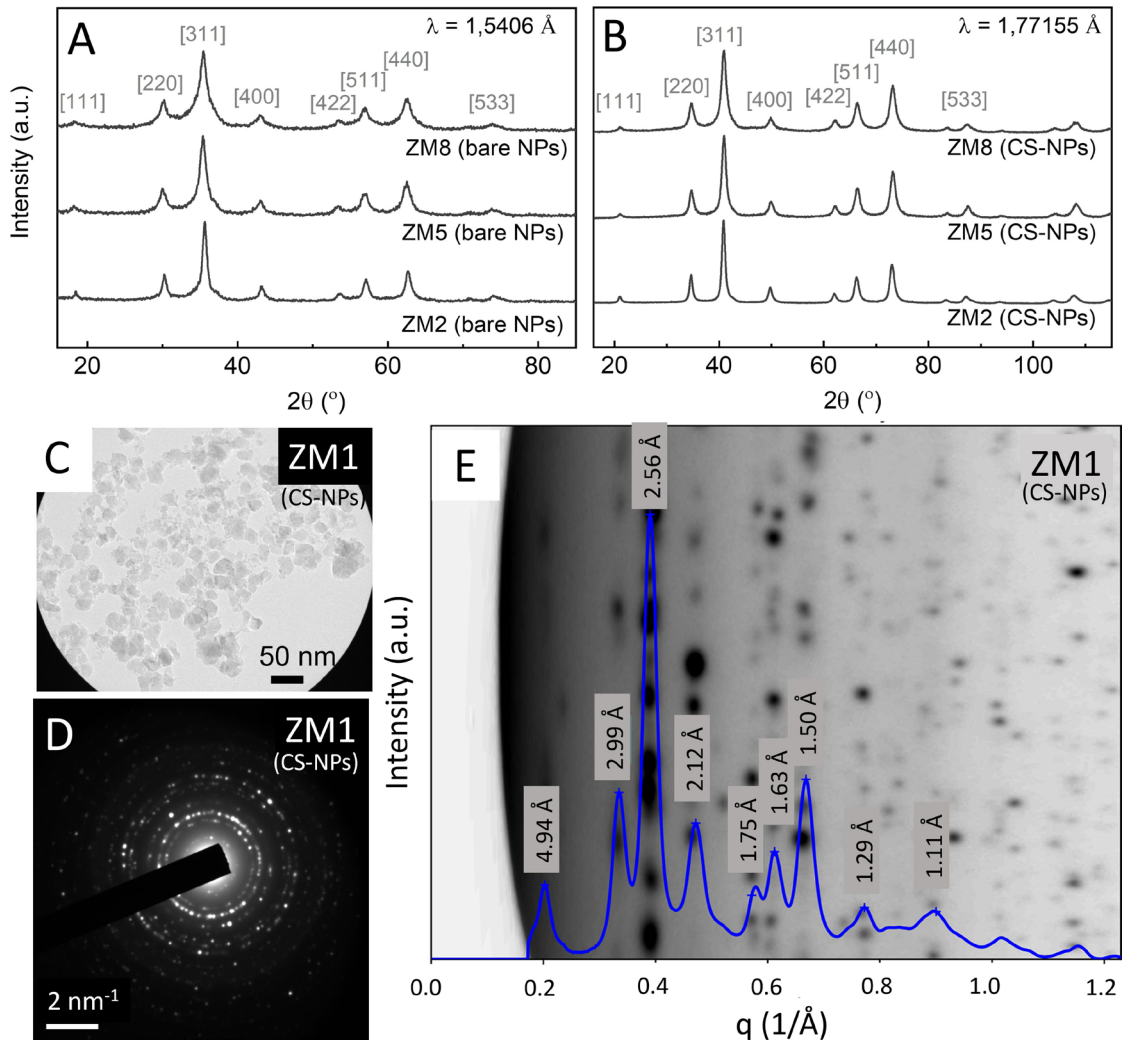 A
λ = 1,5406 Å
[111]
[220]
[311]
[400]
[422]
[511]
[440]
[533]
ZM8 (bare NPs)
ZM5 (bare NPs)
ZM2 (bare NPs)
Intensity (a.u.)
20
40
60
80
2θ (°)
B
λ = 1,77155 Å
[111]
[220]
[311]
[400]
[422]
[511]
[440]
[533]
ZM8 (CS-NPs)
ZM5 (CS-NPs)
ZM2 (CS-NPs)
20
40
60
80
100
2θ (°)
C
ZM1
(CS-NPs)
50 nm
D
ZM1
(CS-NPs)
2 nm⁻¹
E
ZM1
(CS-NPs)
Intensity (a.u.)
4.94 Å
2.99 Å
2.56 Å
2.12 Å
1.75 Å
1.63 Å
1.50 Å
1.29 Å
1.11 Å
0.0
0.2
0.4
0.6
0.8
1.0
1.2
q (1/Å)